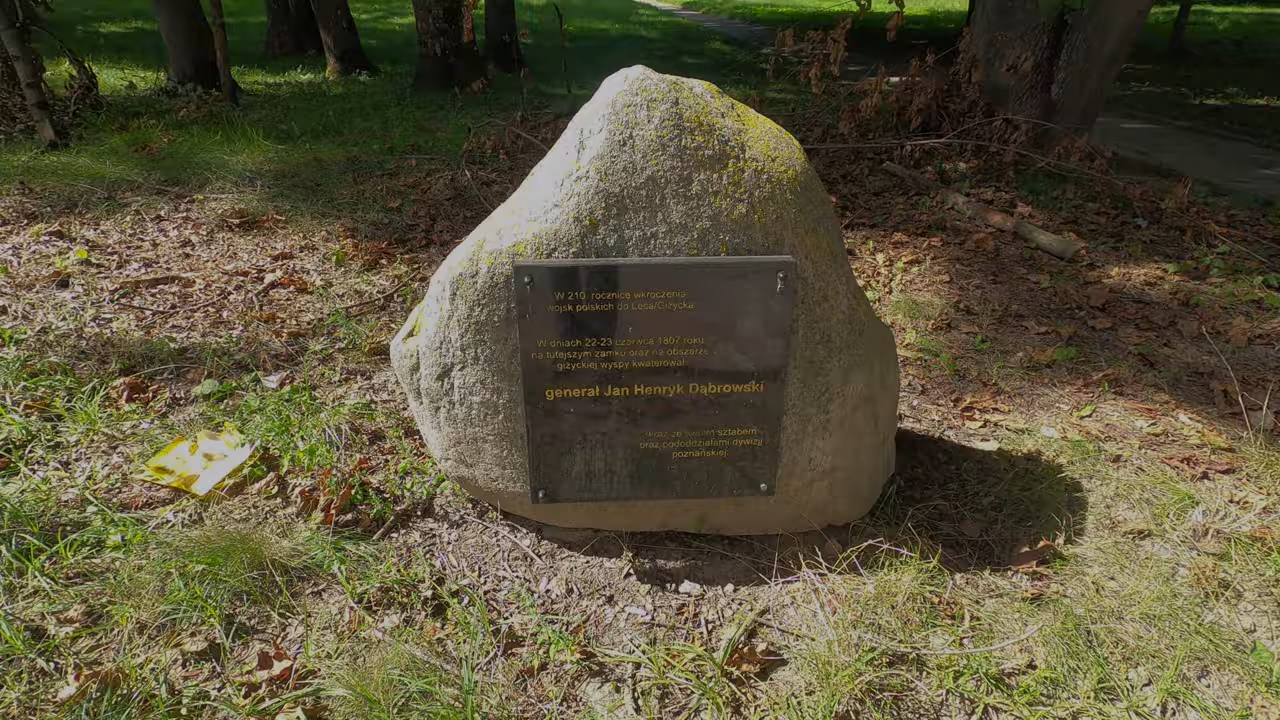 W 210 rocznicę wkroczenia
wojsk polskich do Leca/Giżycka
W dniach 22-23 czerwca 1807 roku
na tutejszym zamku oraz na obszarze
giżyckiej wyspy kwaterował
generał Jan Henryk Dąbrowski
wraz ze swoim sztabem
oraz pododdziałami dywizji
poznańskiej.